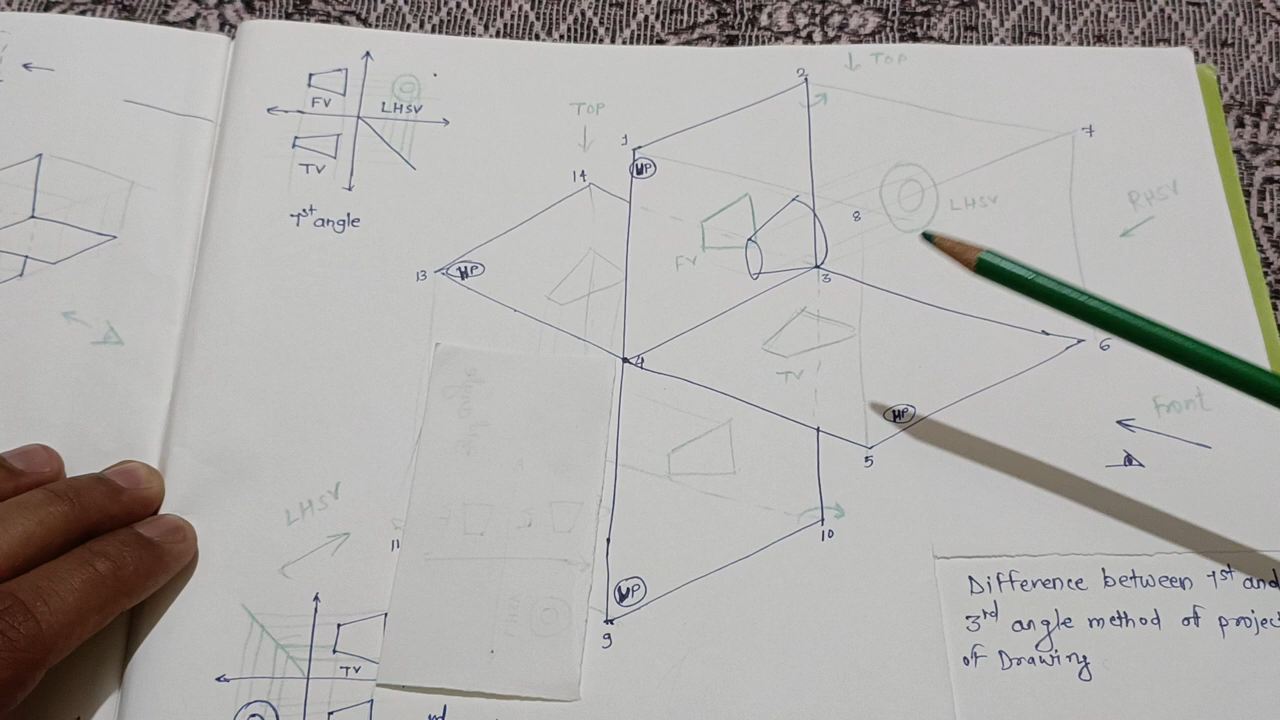 FV
LHSV
TV
1st angle
TOP
TOP
1
2
7
VP
14
13
HP
FV
8
LHSV
RHSV
3
4
6
TV
HP
5
Front
LHSV
11
10
VP
9
TV
Difference between 1st and
3rd angle method of projec
of Drawing